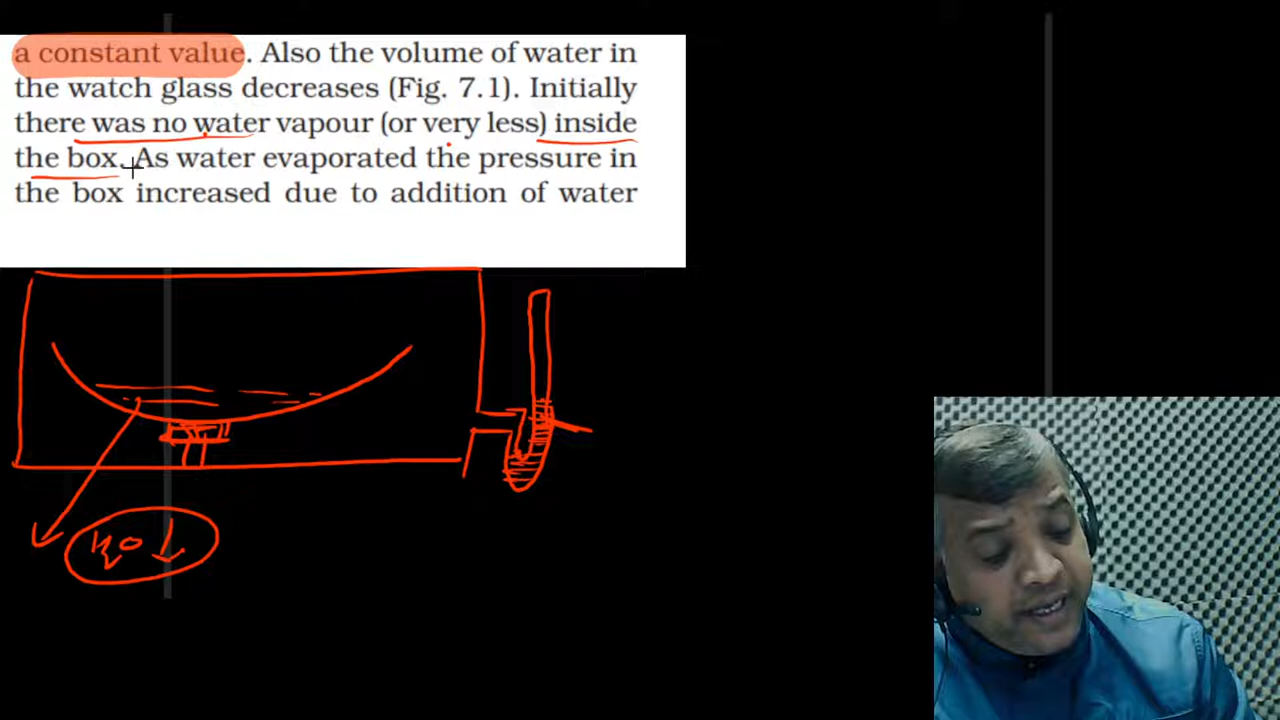 a constant value. Also the volume of water in
the watch glass decreases (Fig. 7.1). Initially
there was no water vapour (or very less) inside
the box. As water evaporated the pressure in
the box increased due to addition of water